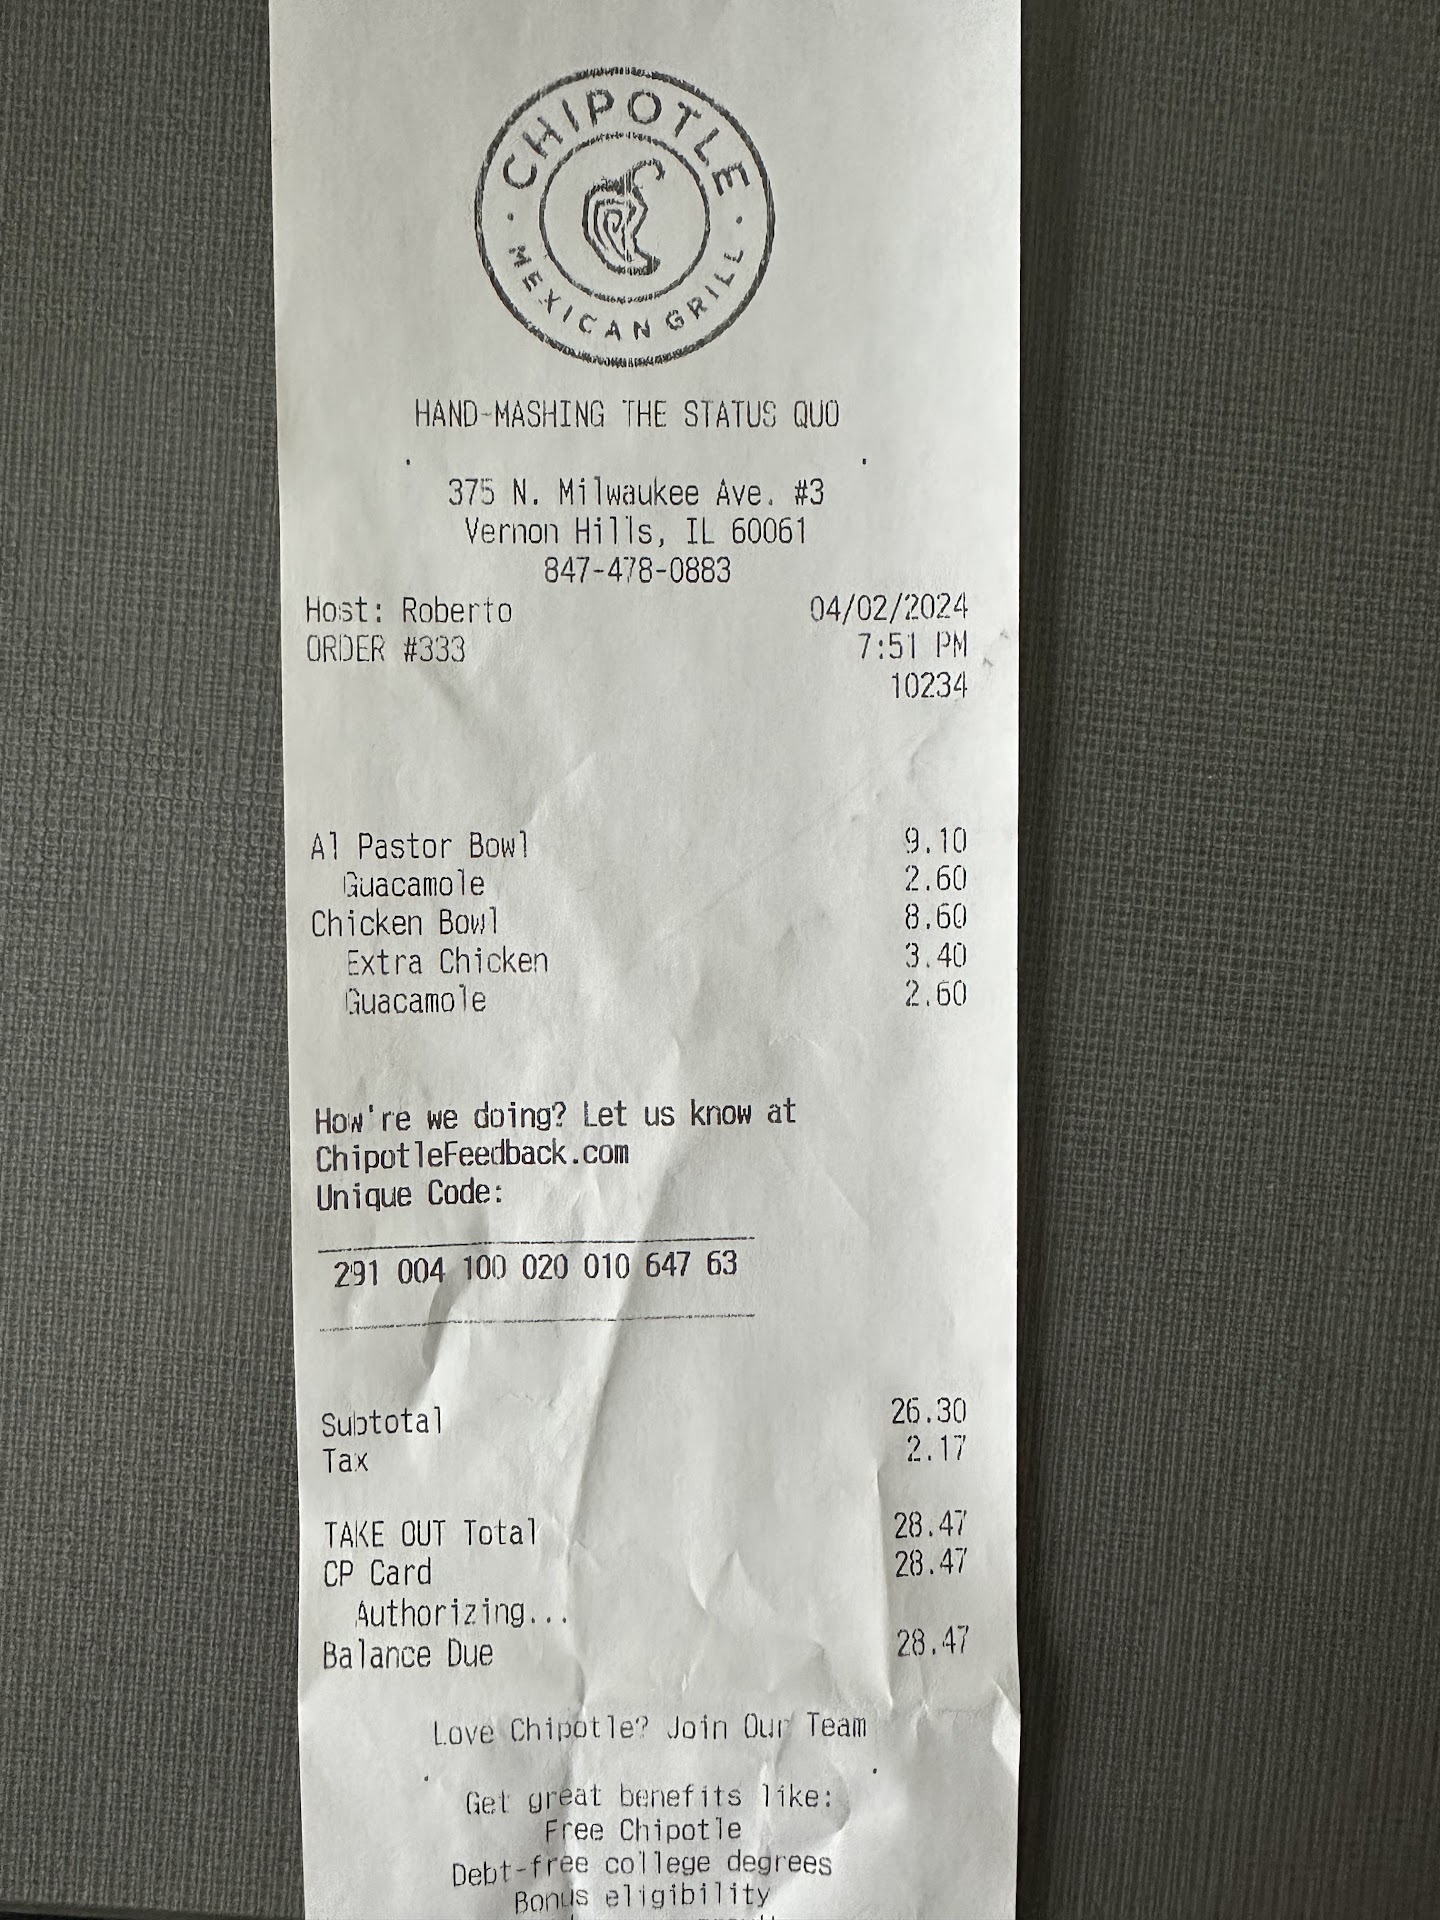 CHIPOTLE
MEXICAN GRILL
HAND-MASHING THE STATUS QUO
375 N. Milwaukee Ave. #3
Vernon Hills, IL 60061
847-478-0883
Host: Roberto 04/02/2024
ORDER #333 7:51 PM
10234
Al Pastor Bowl 9.10
Guacamole 2.60
Chicken Bowl 8.60
Extra Chicken 3.40
Guacamole 2.60
How're we doing? Let us know at
ChipotleFeedback.com
Unique Code:
291 004 100 020 010 647 63
Subtotal 26.30
Tax 2.17
TAKE OUT Total 28.47
CP Card 28.47
Authorizing...
Balance Due 28.47
Love Chipotle? Join Our Team
Get great benefits like:
Free Chipotle
Debt-free college degrees
Bonus eligibility